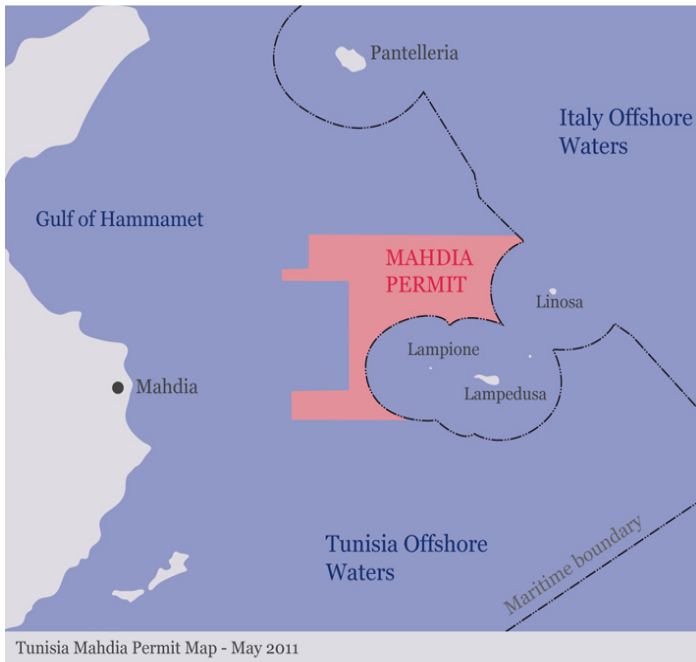 Pantelleria
Italy Offshore
Waters
Gulf of Hammamet
MAHDIA
PERMIT
Linosa
Lampione
Mahdia
Lampedusa
Tunisia Offshore
Waters
Maritime boundary
Tunisia Mahdia Permit Map - May 2011